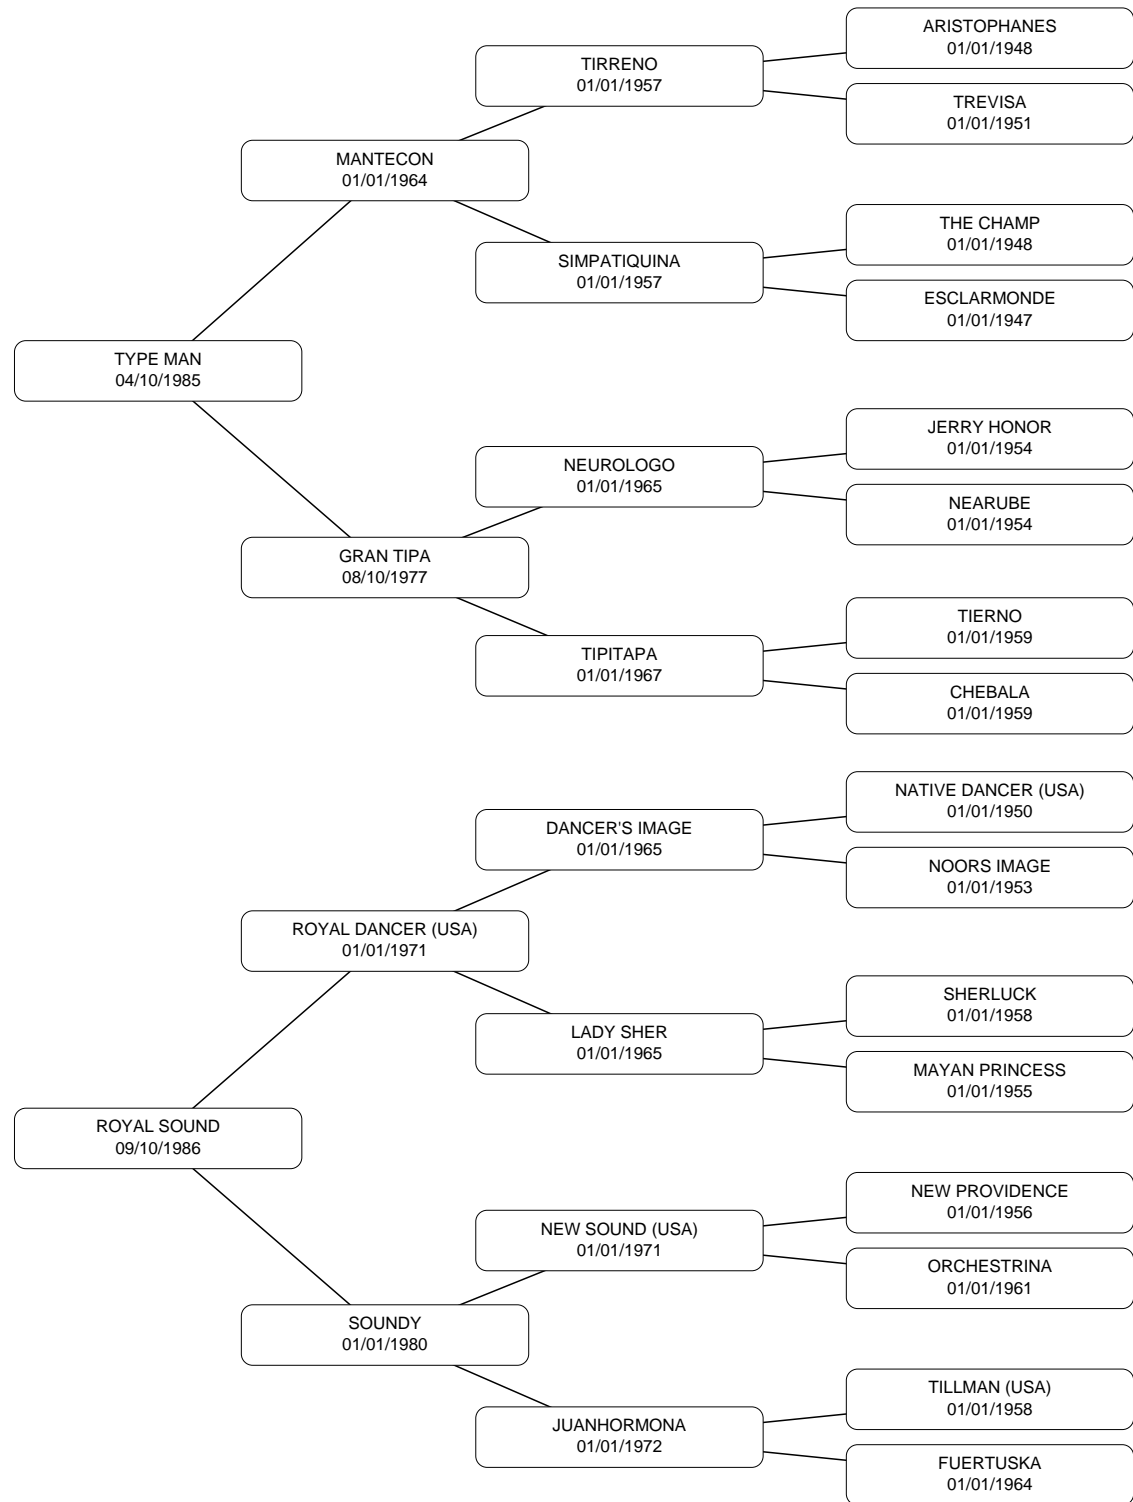 ARISTOPHANES
01/01/1948
TIRRENO
01/01/1957
TREVISA
01/01/1951
MANTECON
01/01/1964
THE CHAMP
01/01/1948
SIMPATIQUINA
01/01/1957
ESCLARMONDE
01/01/1947
TYPE MAN
04/10/1985
JERRY HONOR
01/01/1954
NEUROLOGO
01/01/1965
NEARUBE
01/01/1954
GRAN TIPA
08/10/1977
TIERNO
01/01/1959
TIPITAPA
01/01/1967
CHEBALA
01/01/1959
NATIVE DANCER (USA)
01/01/1950
DANCER'S IMAGE
01/01/1965
NOORS IMAGE
01/01/1953
ROYAL DANCER (USA)
01/01/1971
SHERLUCK
01/01/1958
LADY SHER
01/01/1965
MAYAN PRINCESS
01/01/1955
ROYAL SOUND
09/10/1986
NEW PROVIDENCE
01/01/1956
NEW SOUND (USA)
01/01/1971
ORCHESTRINA
01/01/1961
SOUNDY
01/01/1980
TILLMAN (USA)
01/01/1958
JUANHORMONA
01/01/1972
FUERTUSKA
01/01/1964